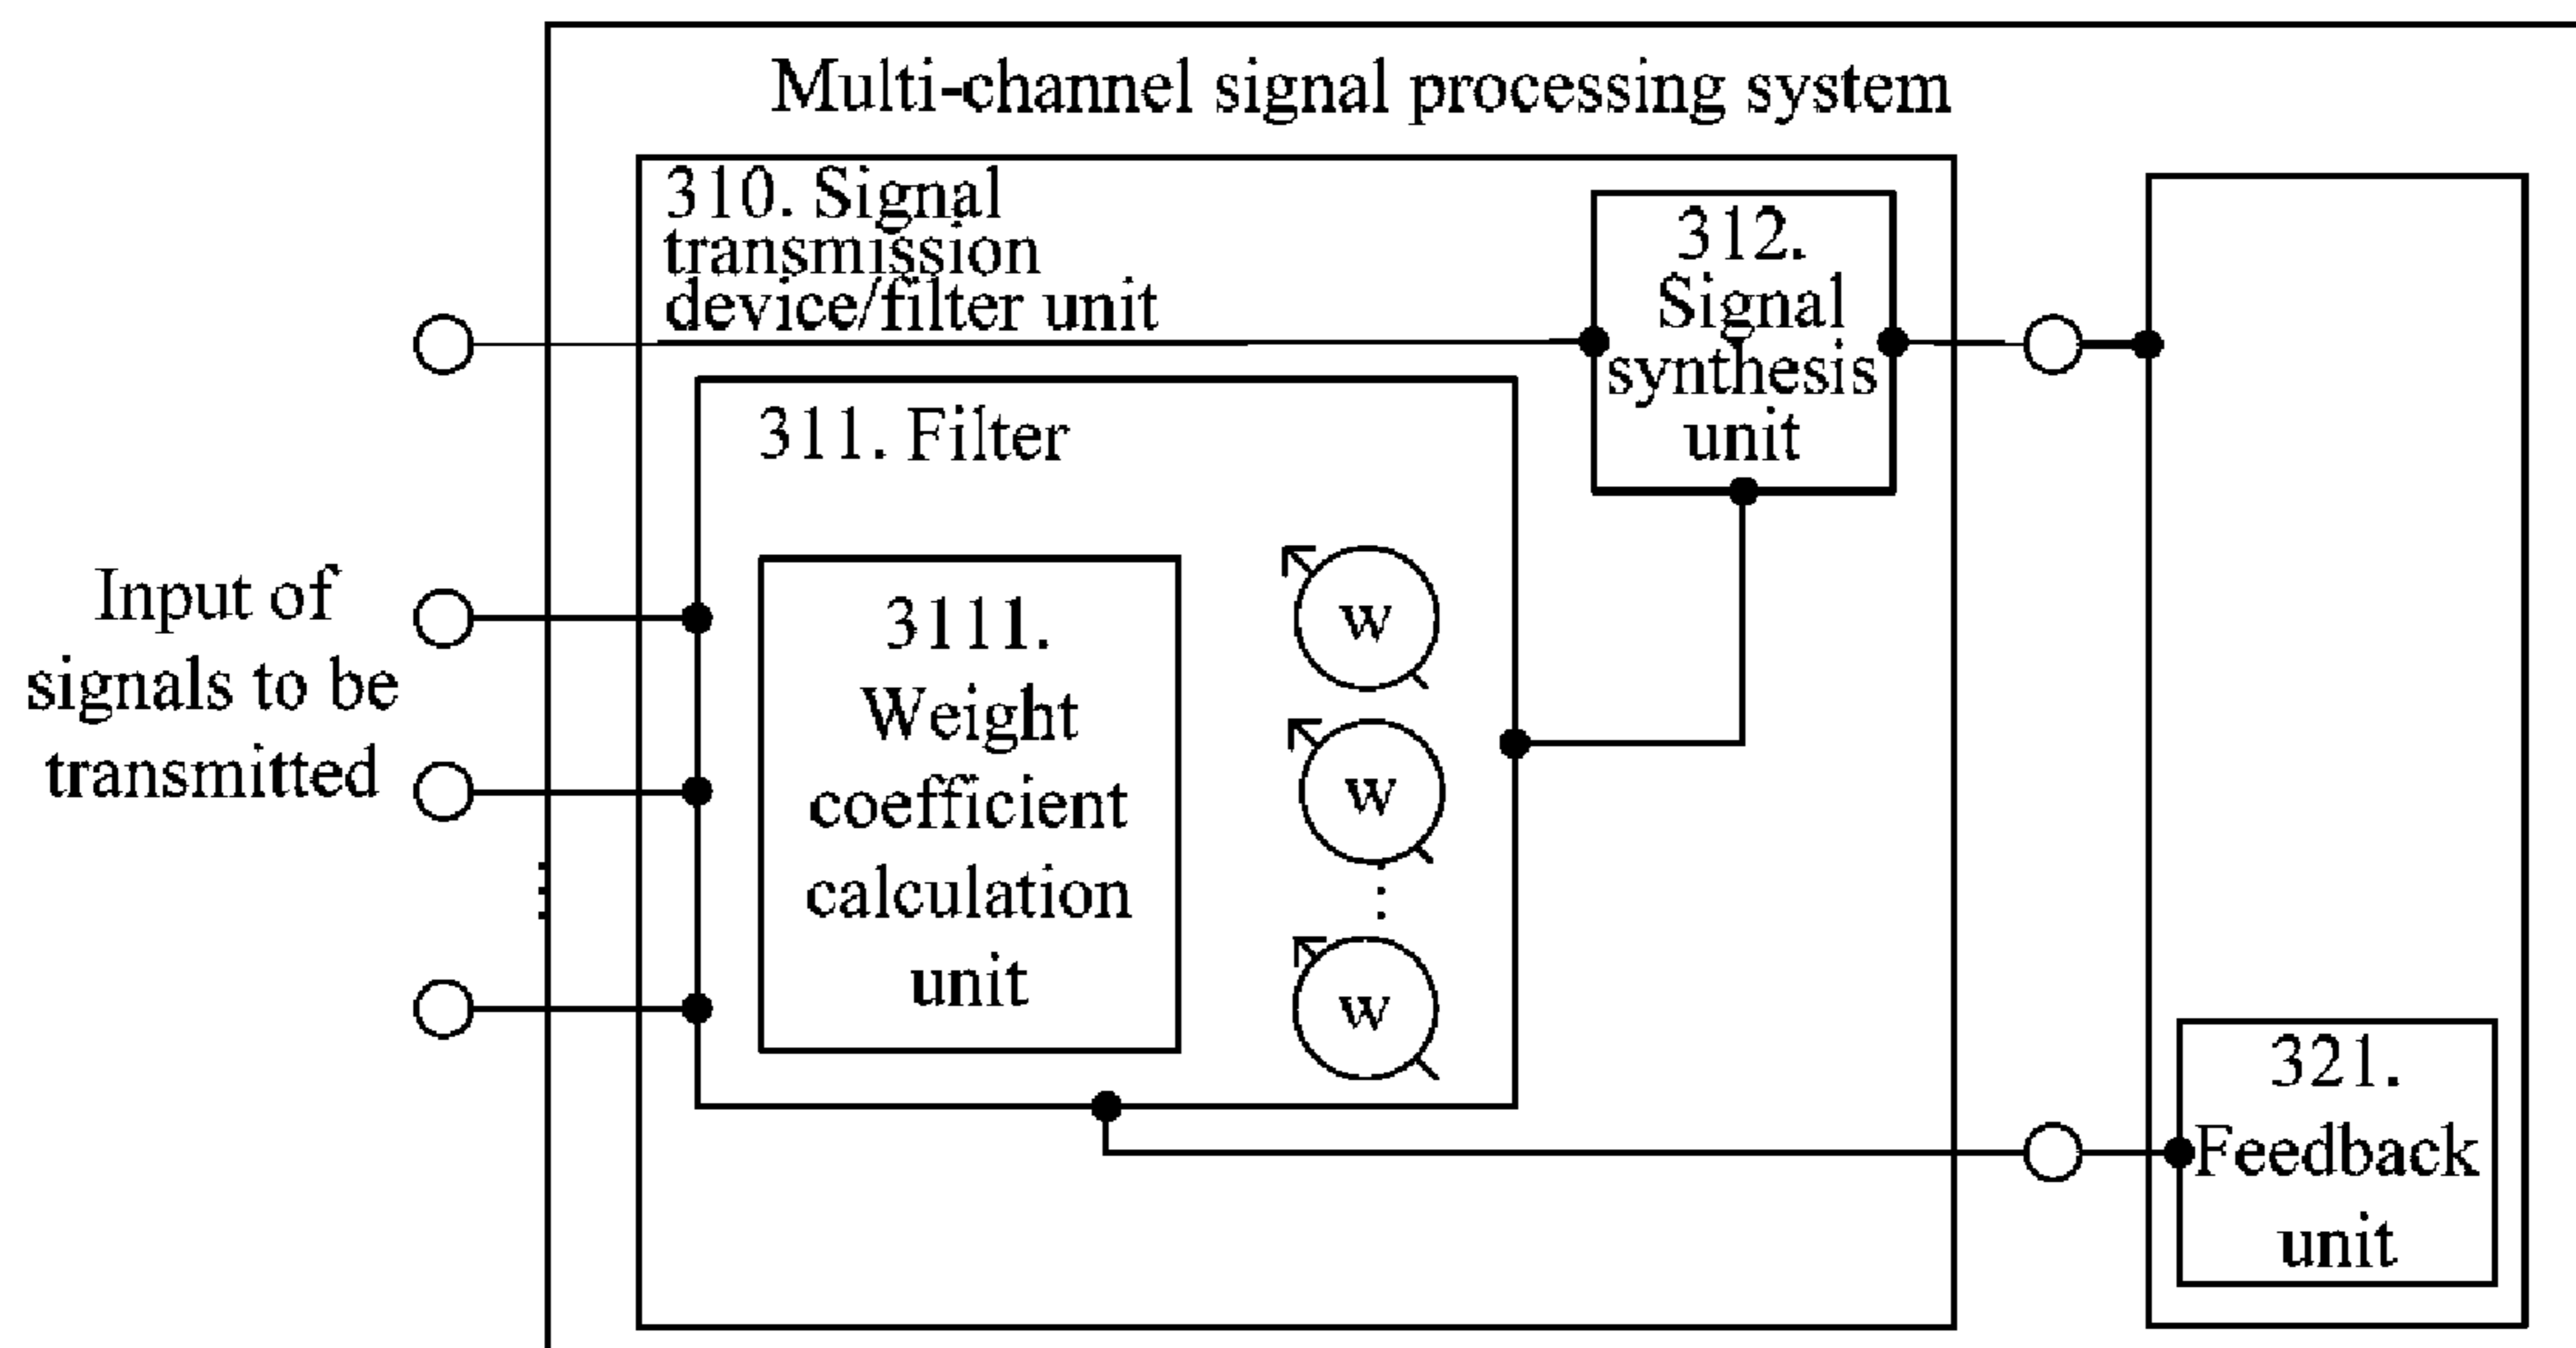 Multi-channel signal processing system
310. Signal
transmission
device/filter unit
312.
Signal
synthesis
unit
311. Filter
Input of
signals to be
transmitted
3111.
Weight
coefficient
calculation
unit
w
w
w
321.
Feedback
unit